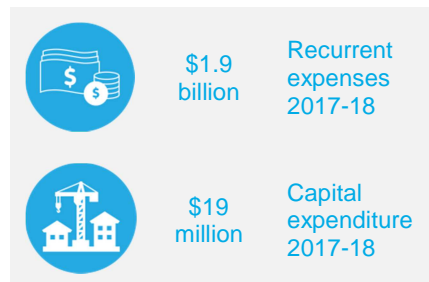 $
$
$1.9
billion
Recurrent
expenses
2017-18
$19
million
Capital
expenditure
2017-18